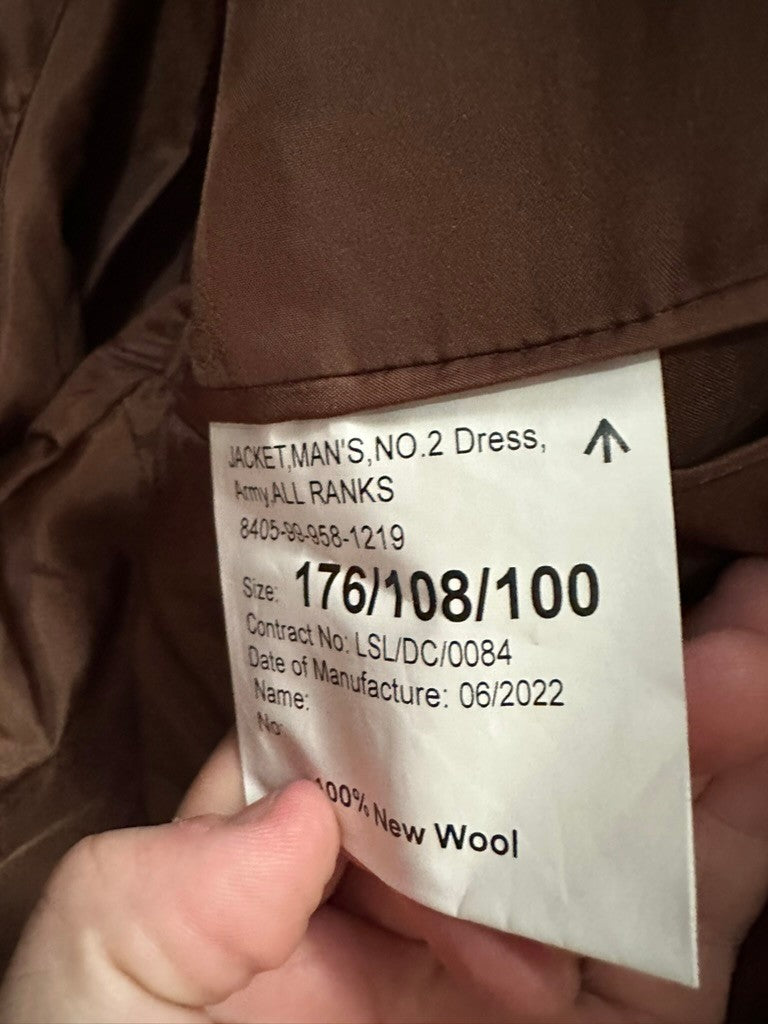 JACKET,MAN'S,NO.2 Dress,
Army,ALL RANKS
8405-99-958-1219
Size: 176/108/100
Contract No: LSL/DC/0084
Date of Manufacture: 06/2022
Name:
No:
100% New Wool